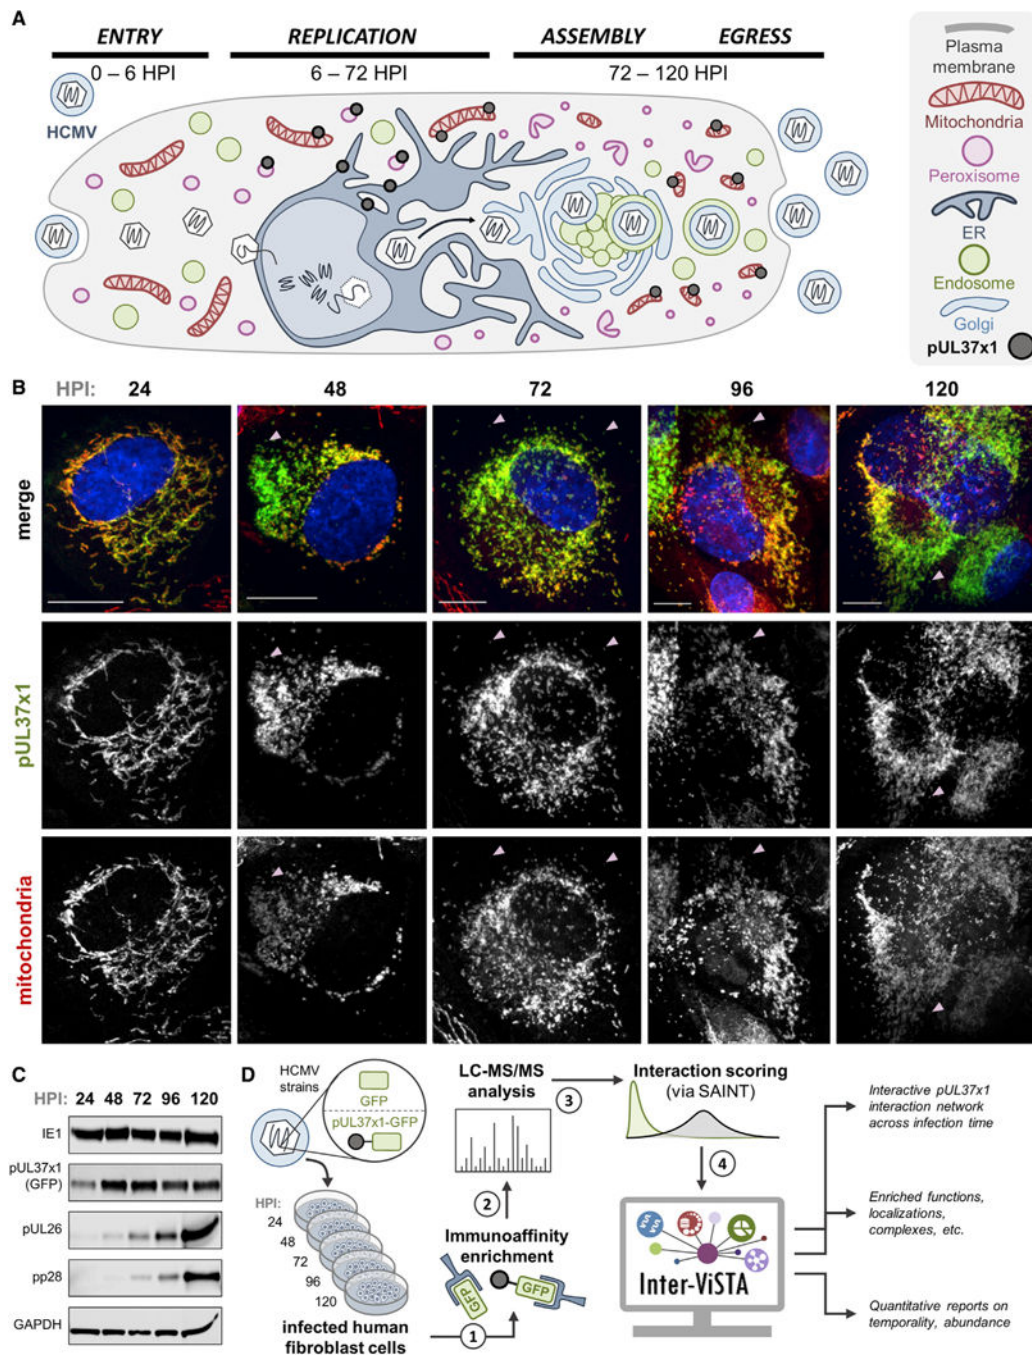 A
ENTRY
REPLICATION
ASSEMBLY
EGRESS
0 – 6 HPI
6 – 72 HPI
72 – 120 HPI
HCMV
Plasma
membrane
Mitochondria
Peroxisome
ER
Endosome
Golgi
pUL37x1
B
HPI:
24
48
72
96
120
merge
pUL37x1
mitochondria
C
HPI:
24 48 72 96 120
IE1
pUL37x1
(GFP)
pUL26
pp28
GAPDH
D
HCMV
strains
GFP
pUL37x1-GFP
HPI:
24
48
72
96
120
infected human
fibroblast cells
1
Immunoaffinity
enrichment
GFP
GFP
2
LC-MS/MS
analysis
3
Interaction scoring
(via SAINT)
4
Inter-ViSTA
Interactive pUL37x1
interaction network
across infection time
Enriched functions,
localizations,
complexes, etc.
Quantitative reports on
temporality, abundance